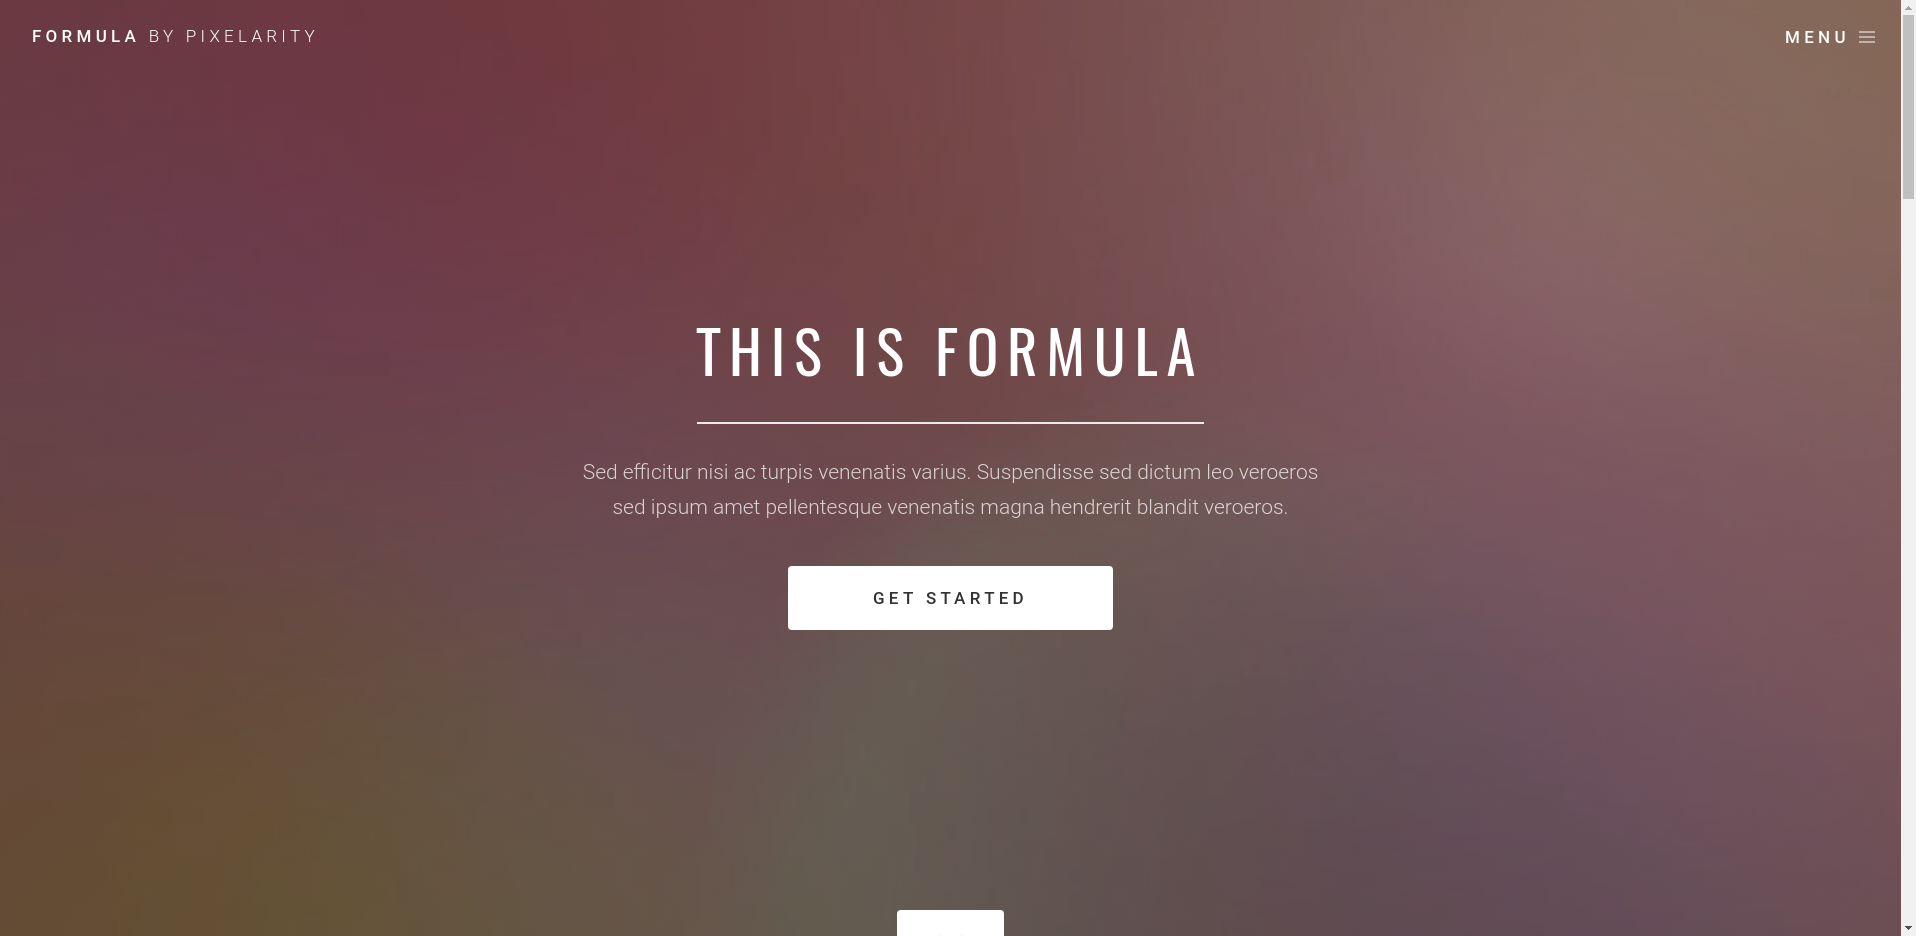 FORMULA BY PIXELARITY
MENU
THIS IS FORMULA
Sed efficitur nisi ac turpis venenatis varius. Suspendisse sed dictum leo veroeros
sed ipsum amet pellentesque venenatis magna hendrerit blandit veroeros.
GET STARTED